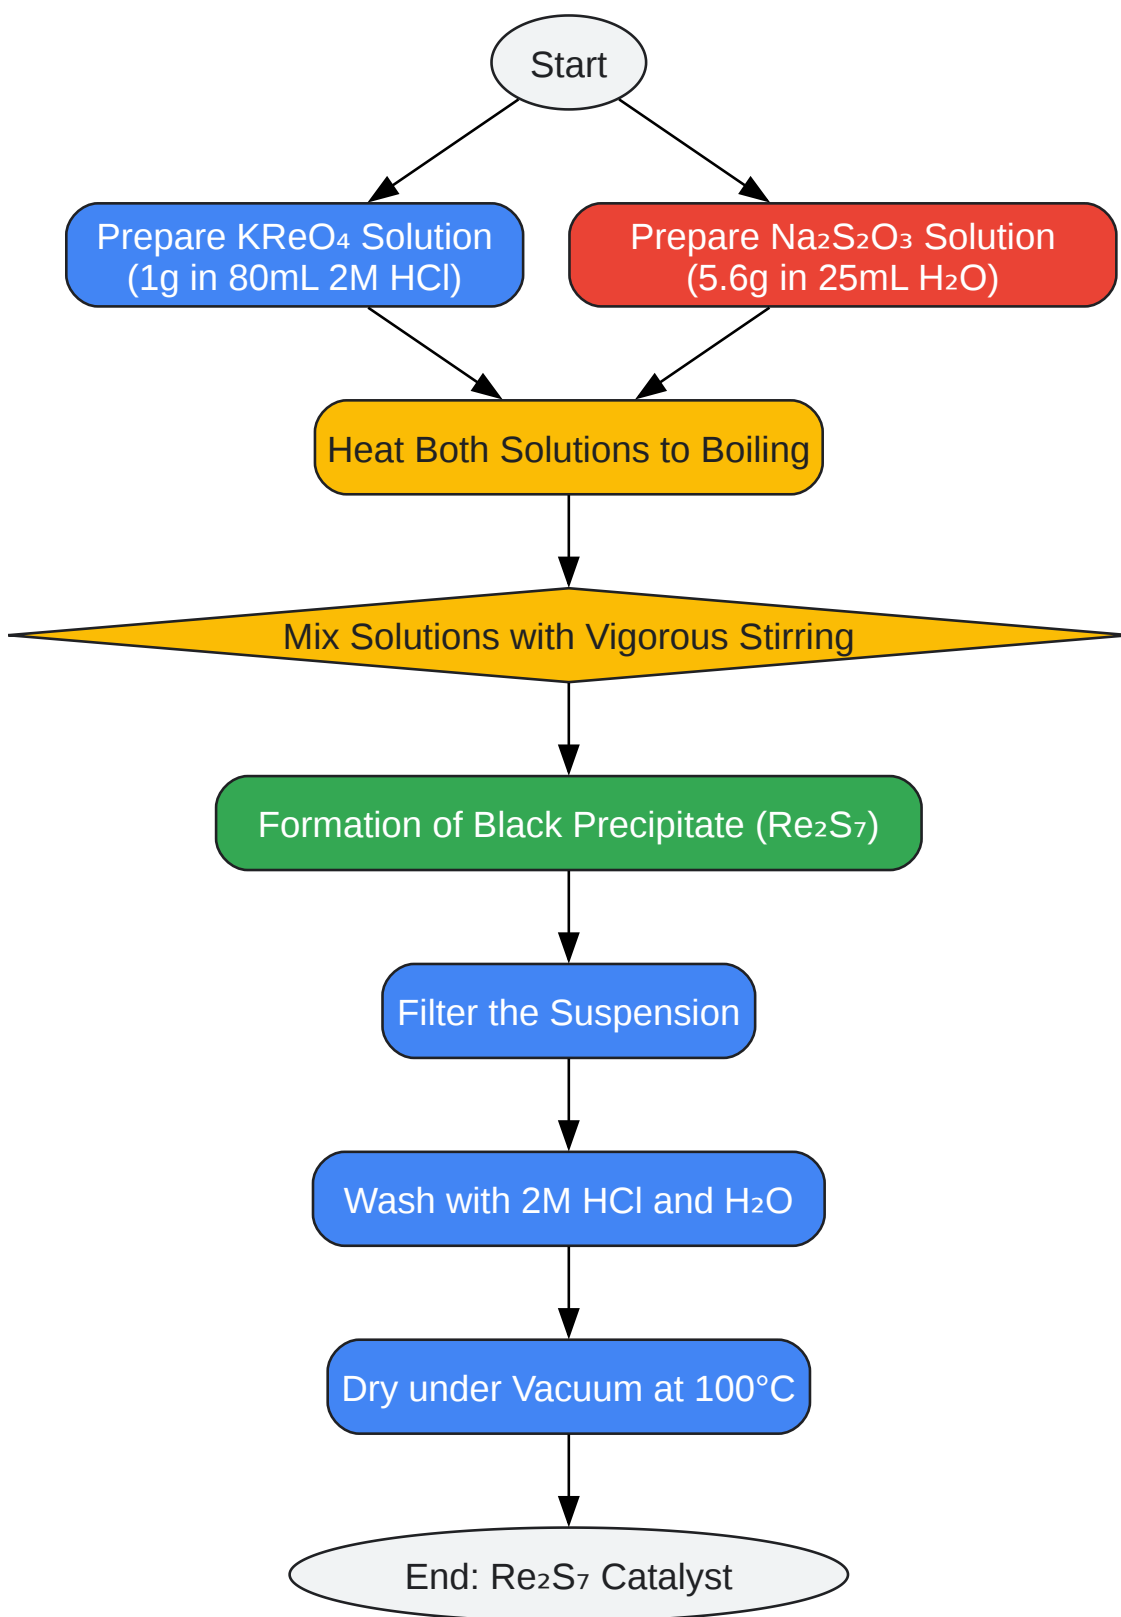 Start
Prepare KReO₄ Solution
(1g in 80mL 2M HCl)
Prepare Na₂S₂O₃ Solution
(5.6g in 25mL H₂O)
Heat Both Solutions to Boiling
Mix Solutions with Vigorous Stirring
Formation of Black Precipitate (Re₂S₇)
Filter the Suspension
Wash with 2M HCl and H₂O
Dry under Vacuum at 100°C
End: Re₂S₇ Catalyst